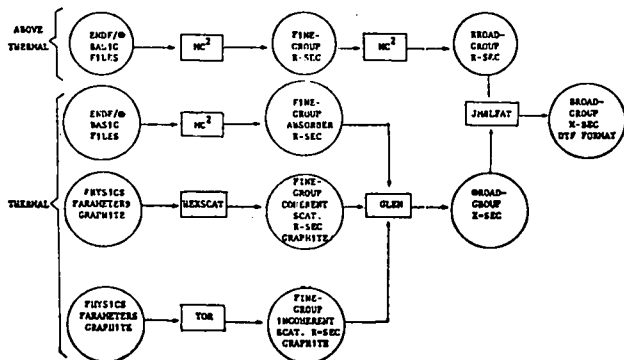 ABOVE
THERMAL
ENDF/B
BASIC
FILES
MC²
FINE-
GROUP
X-SEC
MC²
BROAD-
GROUP
X-SEC
THERMAL
ENDF/B
BASIC
FILES
MC²
FINE-
GROUP
ABSORBER
X-SEC
JMALFAT
BROAD-
GROUP
X-SEC
DTF FORMAT
PHYSICS
PARAMETERS
GRAPHITE
HEXSCAT
FINE-
GROUP
COHERENT
SCAT.
X-SEC
GRAPHITE
GLEN
BROAD-
GROUP
X-SEC
PHYSICS
PARAMETERS
GRAPHITE
TOR
FINE-
GROUP
INCOHERENT
SCAT. X-SEC
GRAPHITE